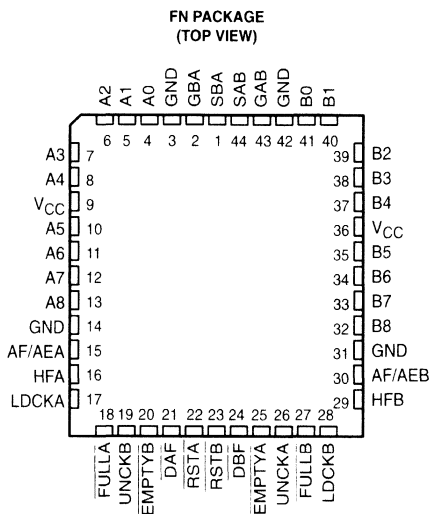 FN PACKAGE
(TOP VIEW)
A2 A1 A0 GND GBA SBA SAB GAB GND B0 B1
6 5 4 3 2 1 44 43 42 41 40
A3 7 39 B2
A4 8 38 B3
VCC 9 37 B4
A5 10 36 VCC
A6 11 35 B5
A7 12 34 B6
A8 13 33 B7
GND 14 32 B8
AF/AEA 15 31 GND
HFA 16 30 AF/AEB
LDCKA 17 29 HFB
18 19 20 21 22 23 24 25 26 27 28
FULLA UNCKB EMPTYB DAF RSTA RSTB DBF EMPTYA UNCKA FULLB LDCKB